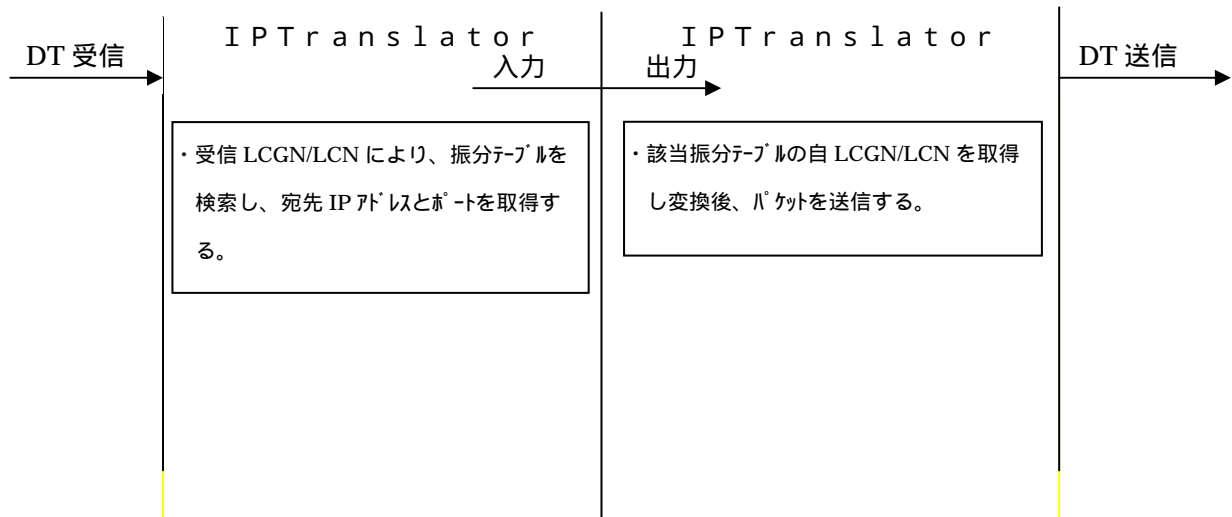 DT 受信
ＩＰＴｒａｎｓｌａｔｏｒ
入力
ＩＰＴｒａｎｓｌａｔｏｒ
出力
DT 送信
・受信 LCGN/LCN により、振分ﾃｰﾌﾞﾙを
検索し、宛先 IP ｱﾄﾞﾚｽとﾎﾟｰﾄを取得す
る。
・該当振分ﾃｰﾌﾞﾙの自 LCGN/LCN を取得
し変換後、ﾊﾟｹｯﾄを送信する。